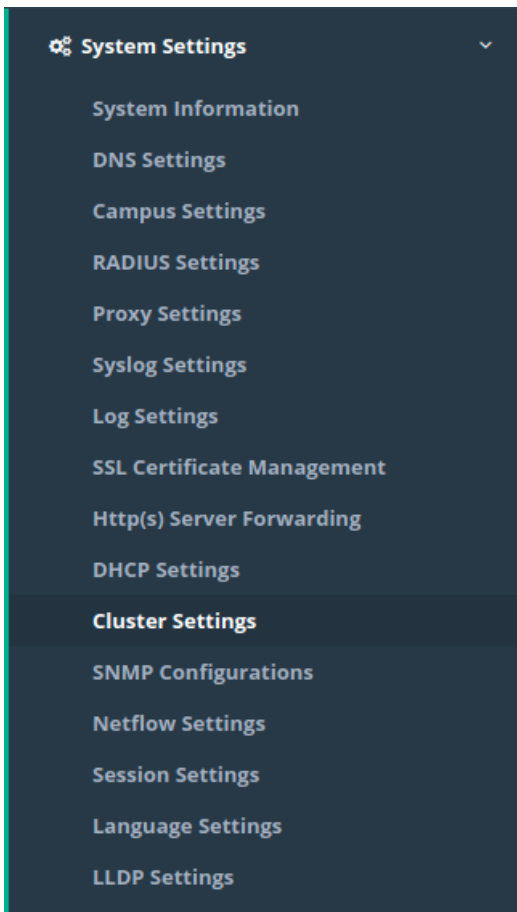 System Settings
System Information
DNS Settings
Campus Settings
RADIUS Settings
Proxy Settings
Syslog Settings
Log Settings
SSL Certificate Management
Http(s) Server Forwarding
DHCP Settings
Cluster Settings
SNMP Configurations
Netflow Settings
Session Settings
Language Settings
LLDP Settings